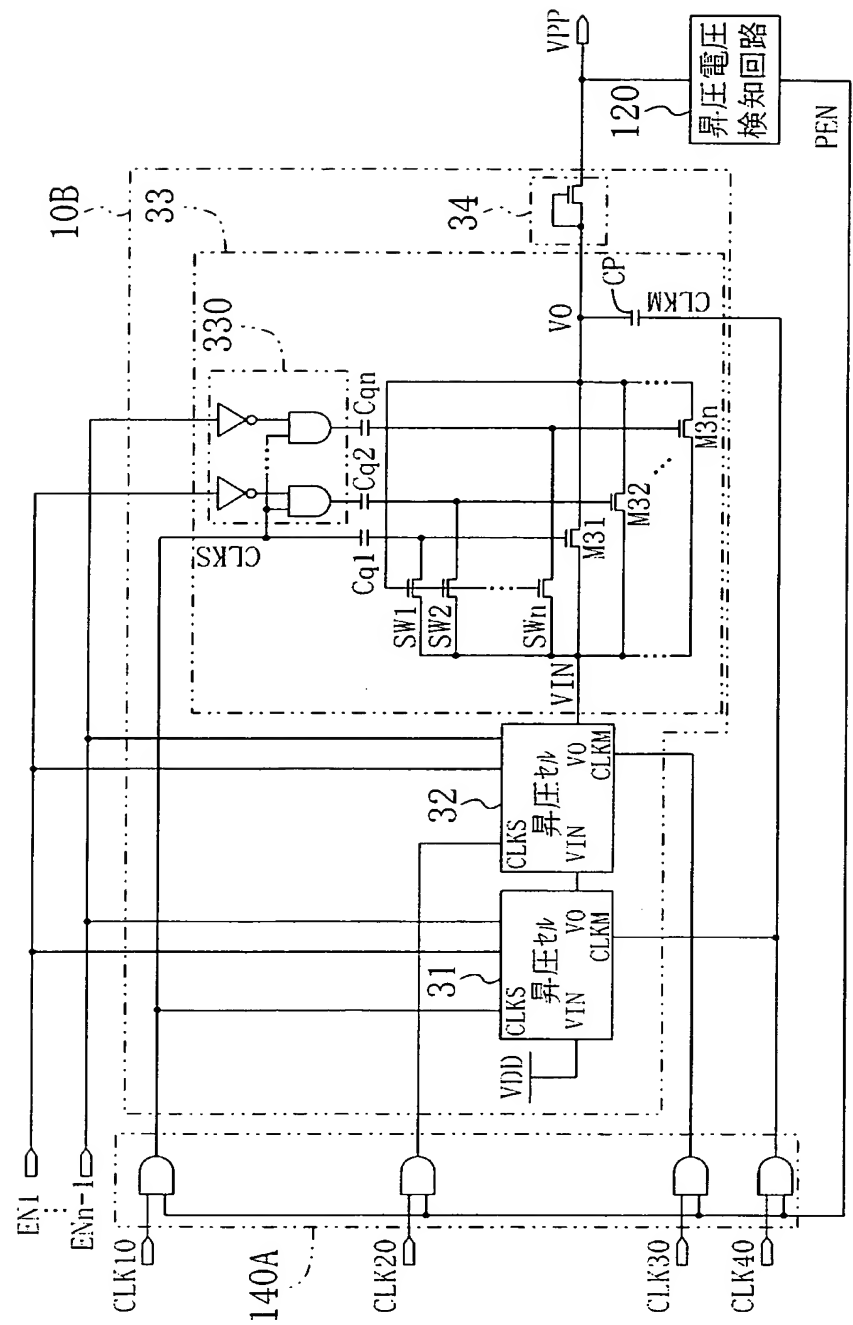 EN1
ENn-1
CLK10
140A
CLK20
CLK30
CLK40
10B
33
330
CLKS
Cq1
Cq2
Cqn
SW1
SW2
SWn
M31
M32
M3n
VIN
VO
CP
CLKM
34
VPP
120
昇圧電圧
検知回路
PEN
32
CLKS
昇圧セル
VIN
VO
CLKM
31
CLKS
昇圧セル
VIN
VO
CLKM
VDD